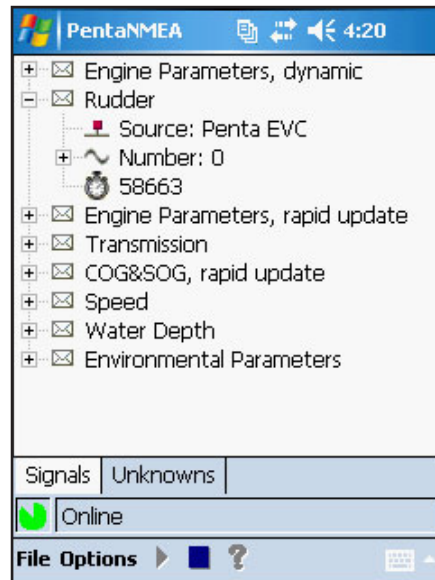 PentaNMEA 4:20
Engine Parameters, dynamic
Rudder
Source: Penta EVC
Number: 0
58663
Engine Parameters, rapid update
Transmission
COG&SOG, rapid update
Speed
Water Depth
Environmental Parameters
Signals Unknowns
Online
File Options ?